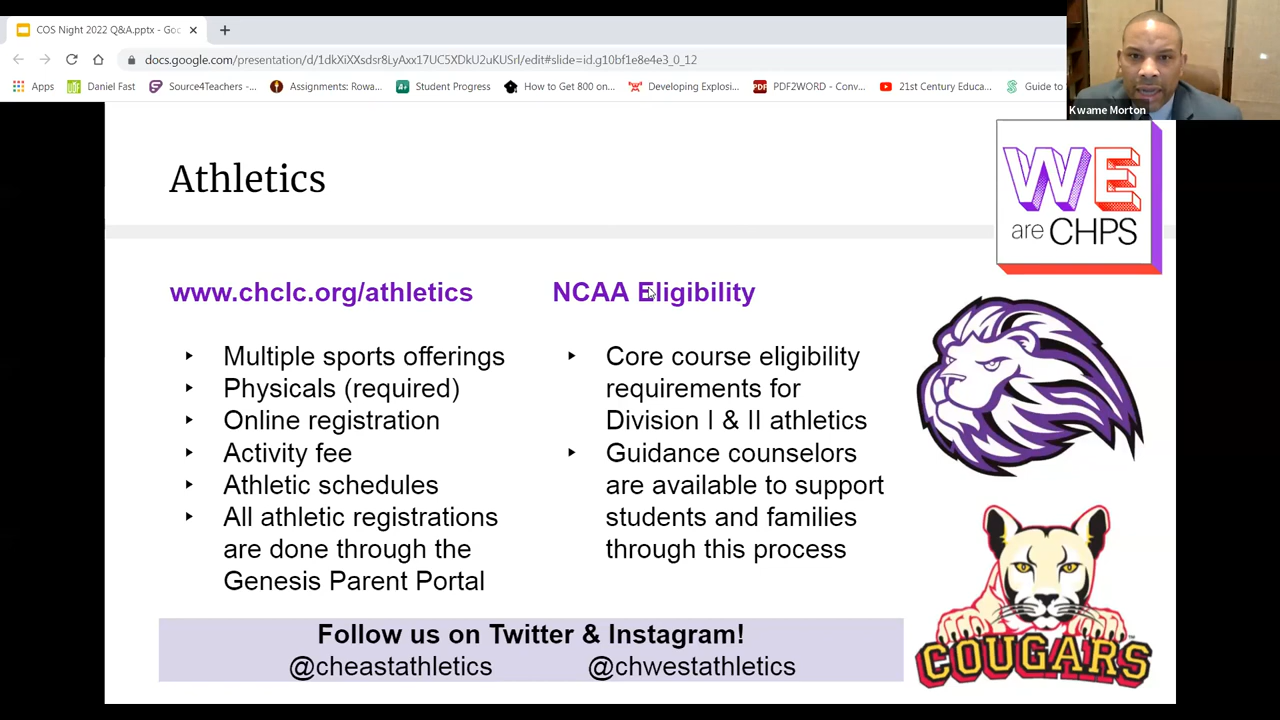 COS Night 2022 Q&A.pptx - Goo
docs.google.com/presentation/d/1dkXiXXsdsr8LyAxx17UC5XDKU2uKUSrl/edit#slide=id.g10bf1e8e4e3_0_12
Apps
Daniel Fast
Source4Teachers -...
Assignments: Rowa...
Student Progress
How to Get 800 on...
Developing Explosi...
PDF2WORD - Conv...
21st Century Educa...
Guide to
Kwame Morton
Athletics
WE
are CHPS
www.chclc.org/athletics
‣ Multiple sports offerings
‣ Physicals (required)
‣ Online registration
‣ Activity fee
‣ Athletic schedules
‣ All athletic registrations
are done through the
Genesis Parent Portal
NCAA Eligibility
‣ Core course eligibility
requirements for
Division I & II athletics
‣ Guidance counselors
are available to support
students and families
through this process
COUGARS
Follow us on Twitter & Instagram!
@cheastathletics @chwestathletics